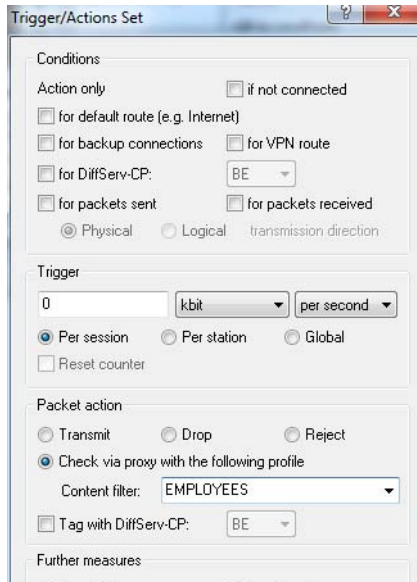 Trigger/Actions Set
Conditions
Action only if not connected
for default route (e.g. Internet)
for backup connections for VPN route
for DiffServ-CP: BE
for packets sent for packets received
Physical Logical transmission direction
Trigger
0 kbit per second
Per session Per station Global
Reset counter
Packet action
Transmit Drop Reject
Check via proxy with the following profile
Content filter: EMPLOYEES
Tag with DiffServ-CP: BE
Further measures